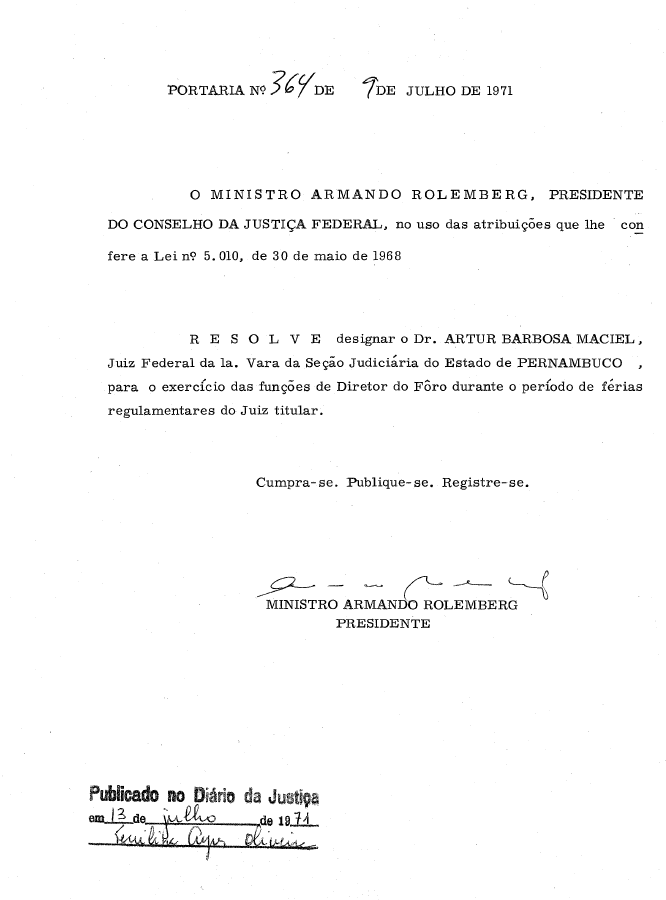 PORTARIA Nº 364 DE 9 DE JULHO DE 1971
O MINISTRO ARMANDO ROLEMBERG, PRESIDENTE
DO CONSELHO DA JUSTIÇA FEDERAL, no uso das atribuições que lhe con
fere a Lei nº 5.010, de 30 de maio de 1968
R E S O L V E designar o Dr. ARTUR BARBOSA MACIEL,
Juiz Federal da la. Vara da Seção Judiciária do Estado de PERNAMBUCO ,
para o exercício das funções de Diretor do Fôro durante o período de férias
regulamentares do Juiz titular.
Cumpra-se. Publique-se. Registre-se.
MINISTRO ARMANDO ROLEMBERG
PRESIDENTE
Publicado no Diário da Justiça
em 13 de julho de 1971
Oliveira